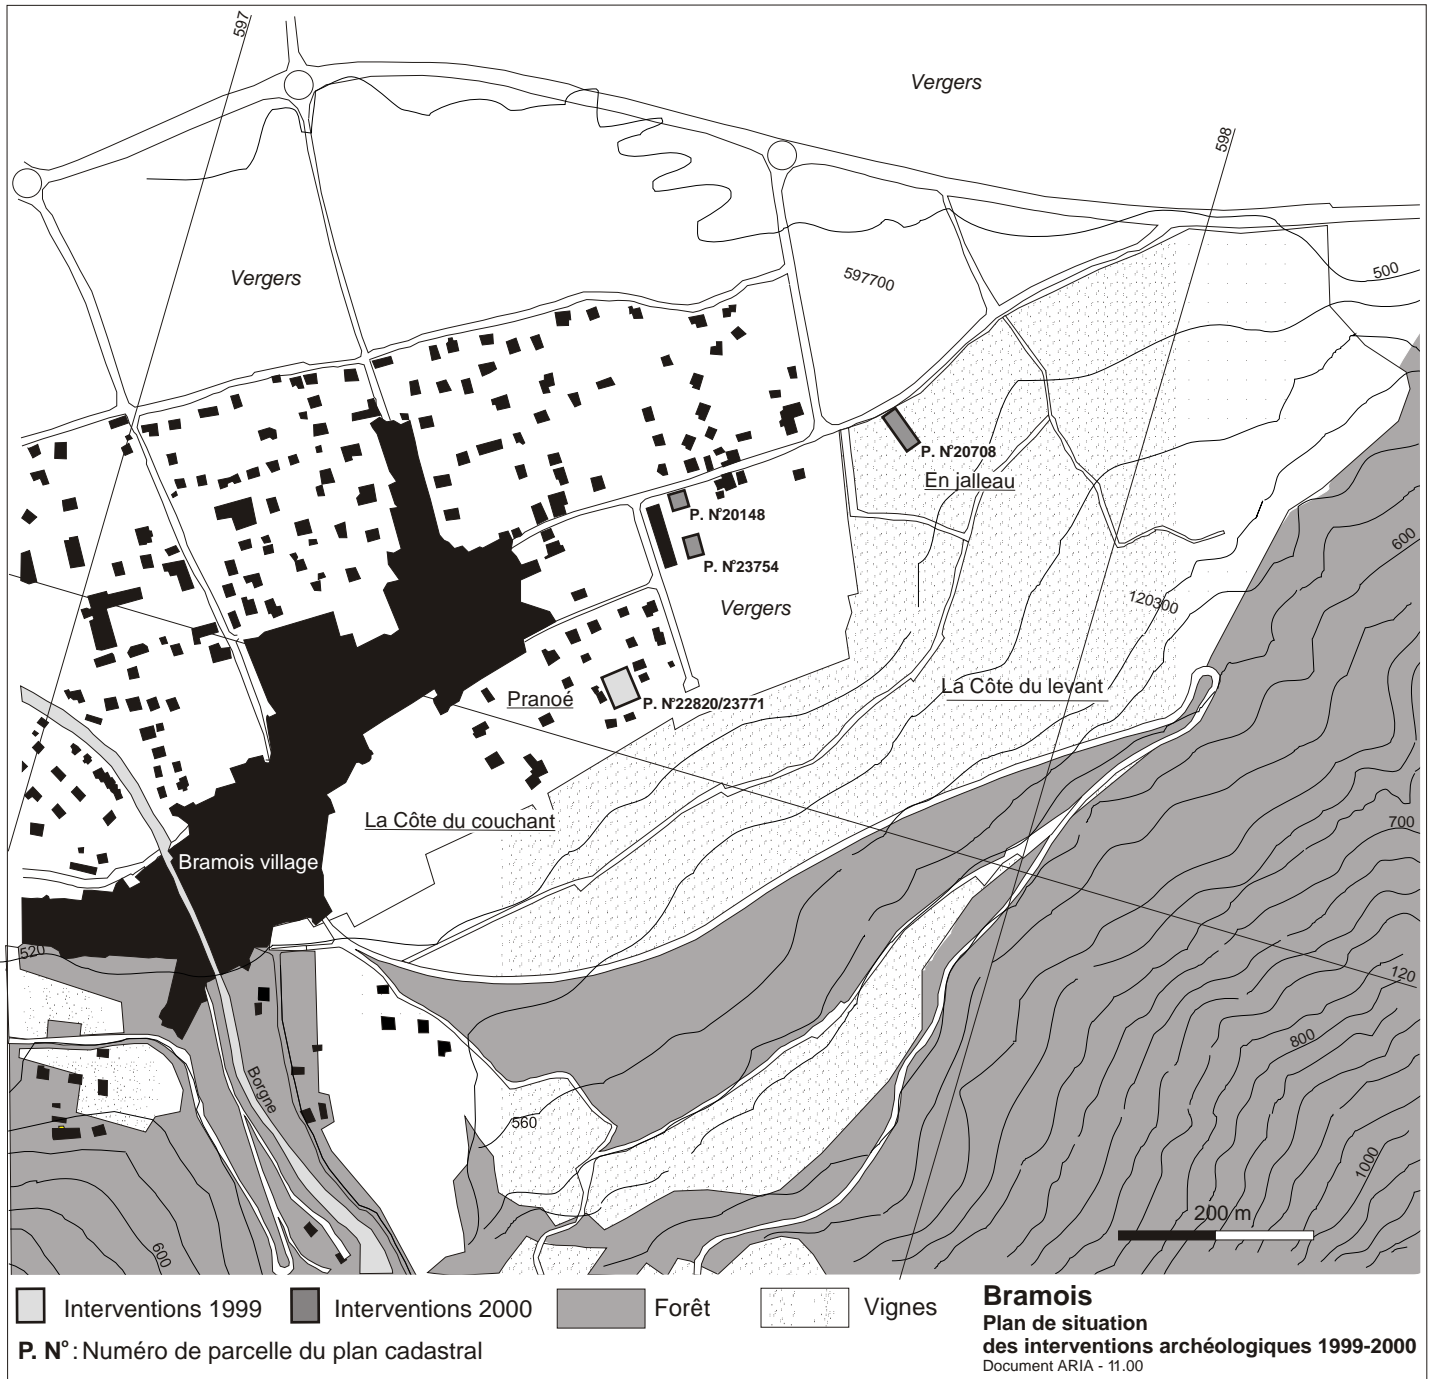 597
Vergers
598
Vergers
597700
500
P. N°20708
En jalleau
P. N°20148
600
P. N°23754
120300
Vergers
La Côte du levant
Pranoé
P. N°22820/23771
La Côte du couchant
700
Bramois village
520
120
800
Borgne
560
1000
200 m
600
Interventions 1999
Interventions 2000
Forêt
Vignes
P. N° : Numéro de parcelle du plan cadastral
Bramois
Plan de situation
des interventions archéologiques 1999-2000
Document ARIA - 11.00